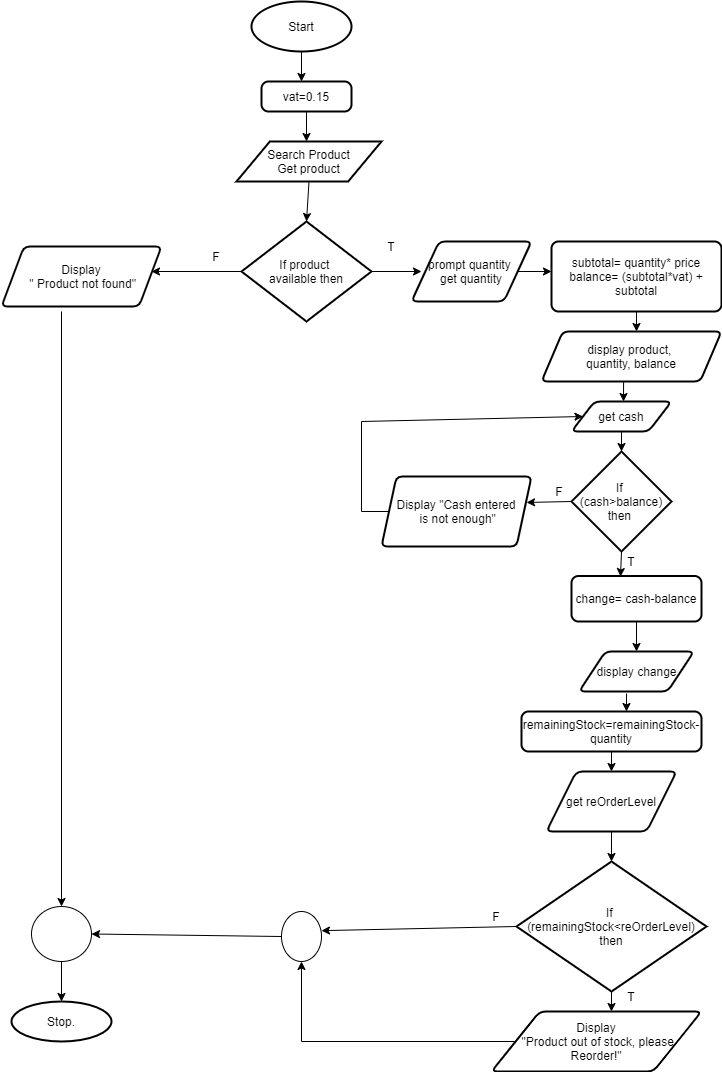 Start
vat=0.15
Search Product
Get product
If product
available then
F
T
Display
" Product not found"
prompt quantity
get quantity
subtotal= quantity* price
balance= (subtotal*vat) +
subtotal
display product,
quantity, balance
get cash
If
(cash>balance)
then
F
T
Display "Cash entered
is not enough"
change= cash-balance
display change
remainingStock=remainingStock-
quantity
get reOrderLevel
If
(remainingStock<reOrderLevel)
then
F
T
Display
"Product out of stock, please
Reorder!"
Stop.